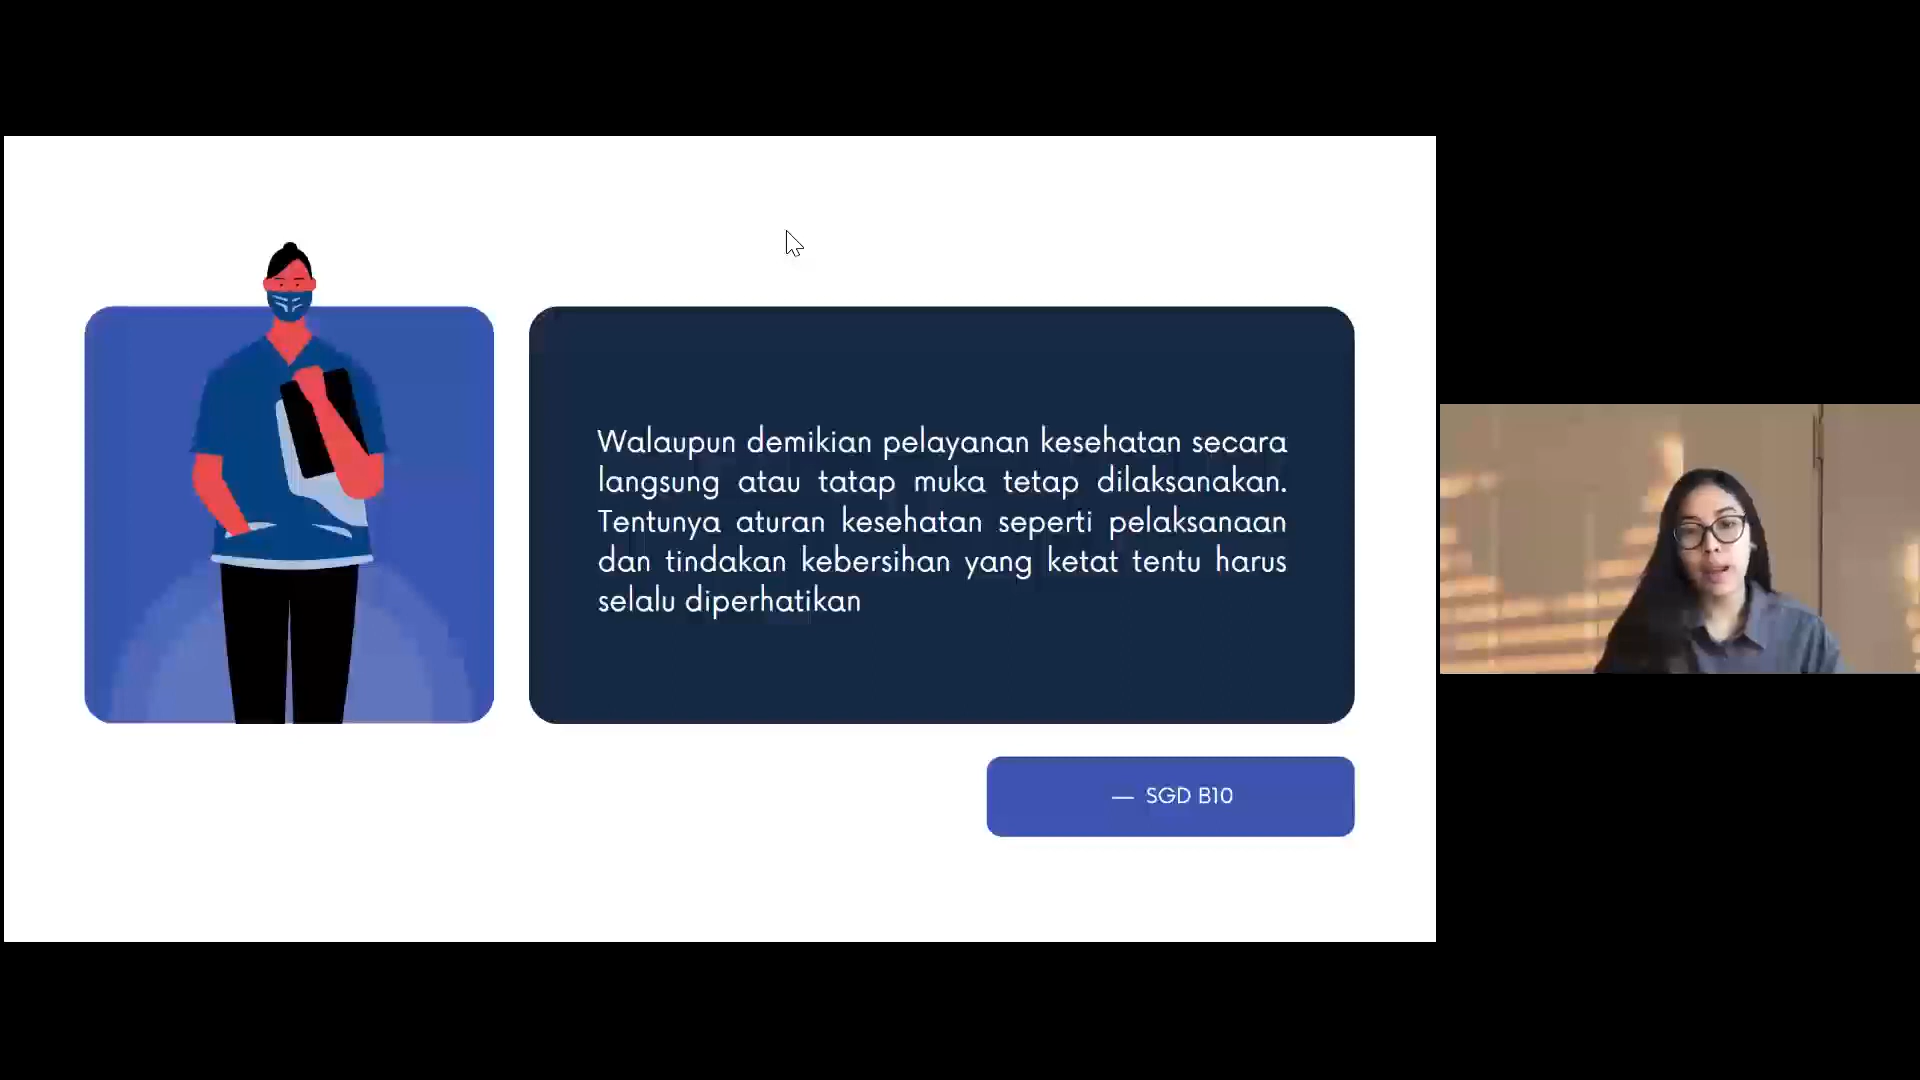 Walaupun demikian pelayanan kesehatan secara
langsung atau tatap muka tetap dilaksanakan.
Tentunya aturan kesehatan seperti pelaksanaan
dan tindakan kebersihan yang ketat tentu harus
selalu diperhatikan
— SGD B10